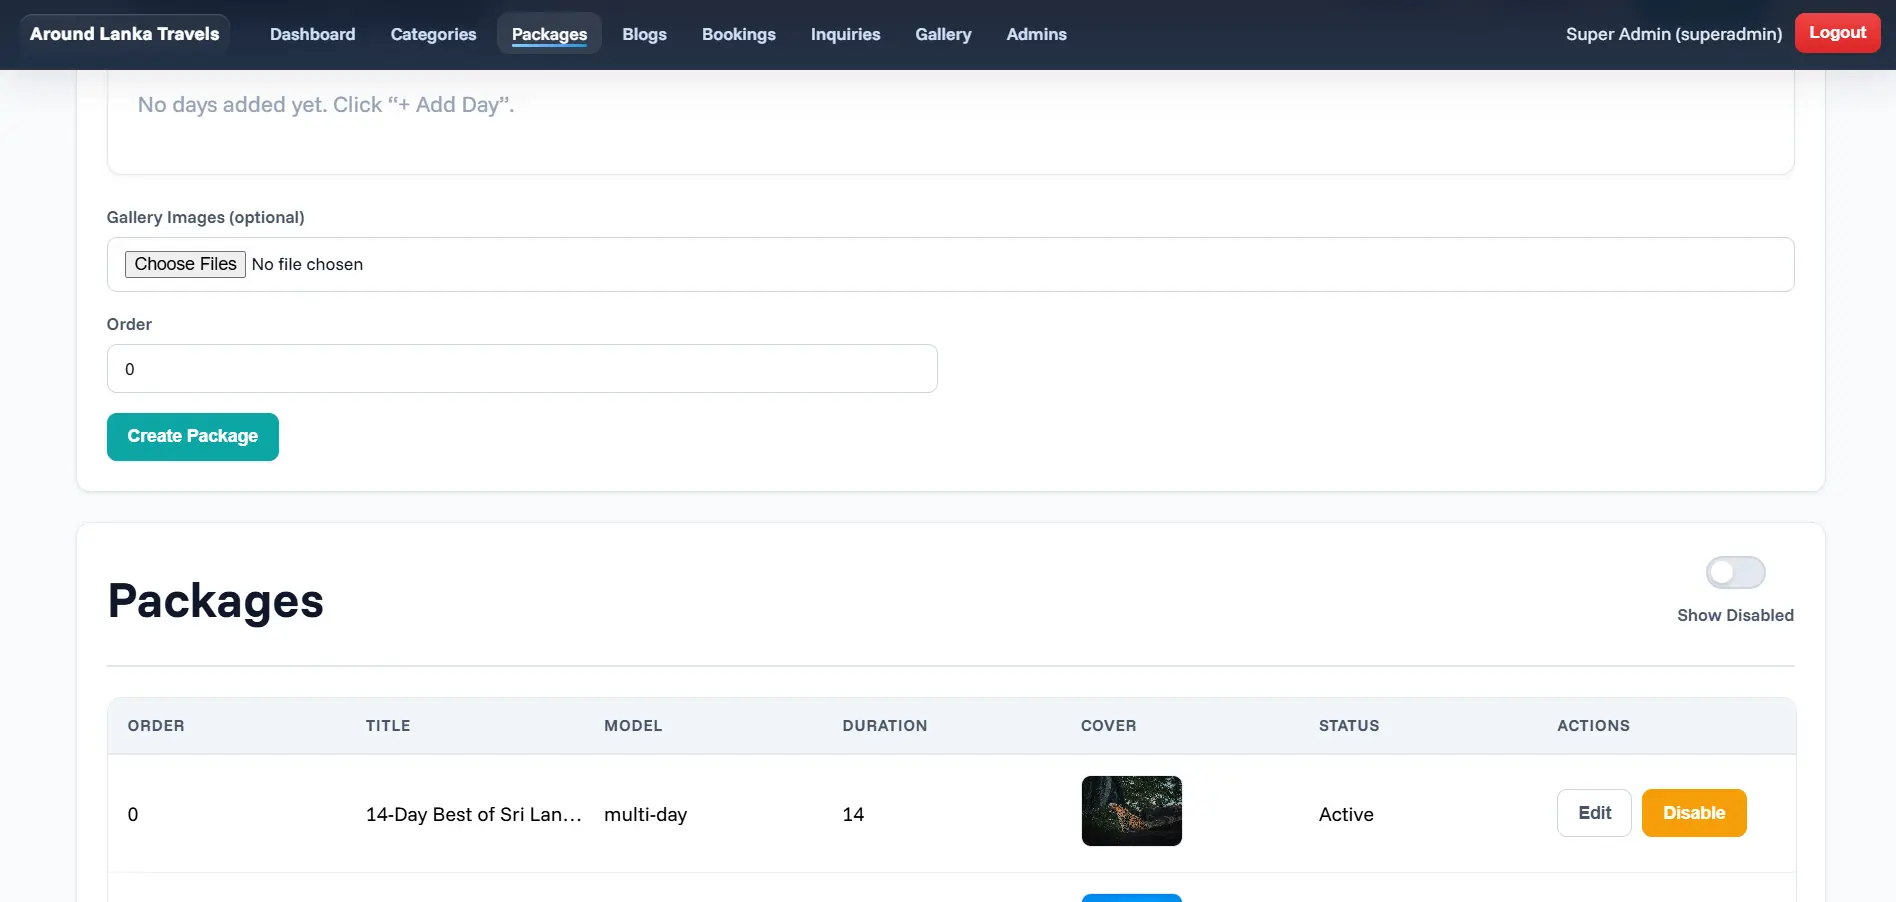 Around Lanka Travels Dashboard Categories Packages Blogs Bookings Inquiries Gallery Admins Super Admin (superadmin) Logout
No days added yet. Click “+ Add Day”.
Gallery Images (optional)
Choose Files No file chosen
Order
0
Create Package
Packages
Show Disabled
ORDER TITLE MODEL DURATION COVER STATUS ACTIONS
0 14-Day Best of Sri Lan... multi-day 14 Active Edit Disable